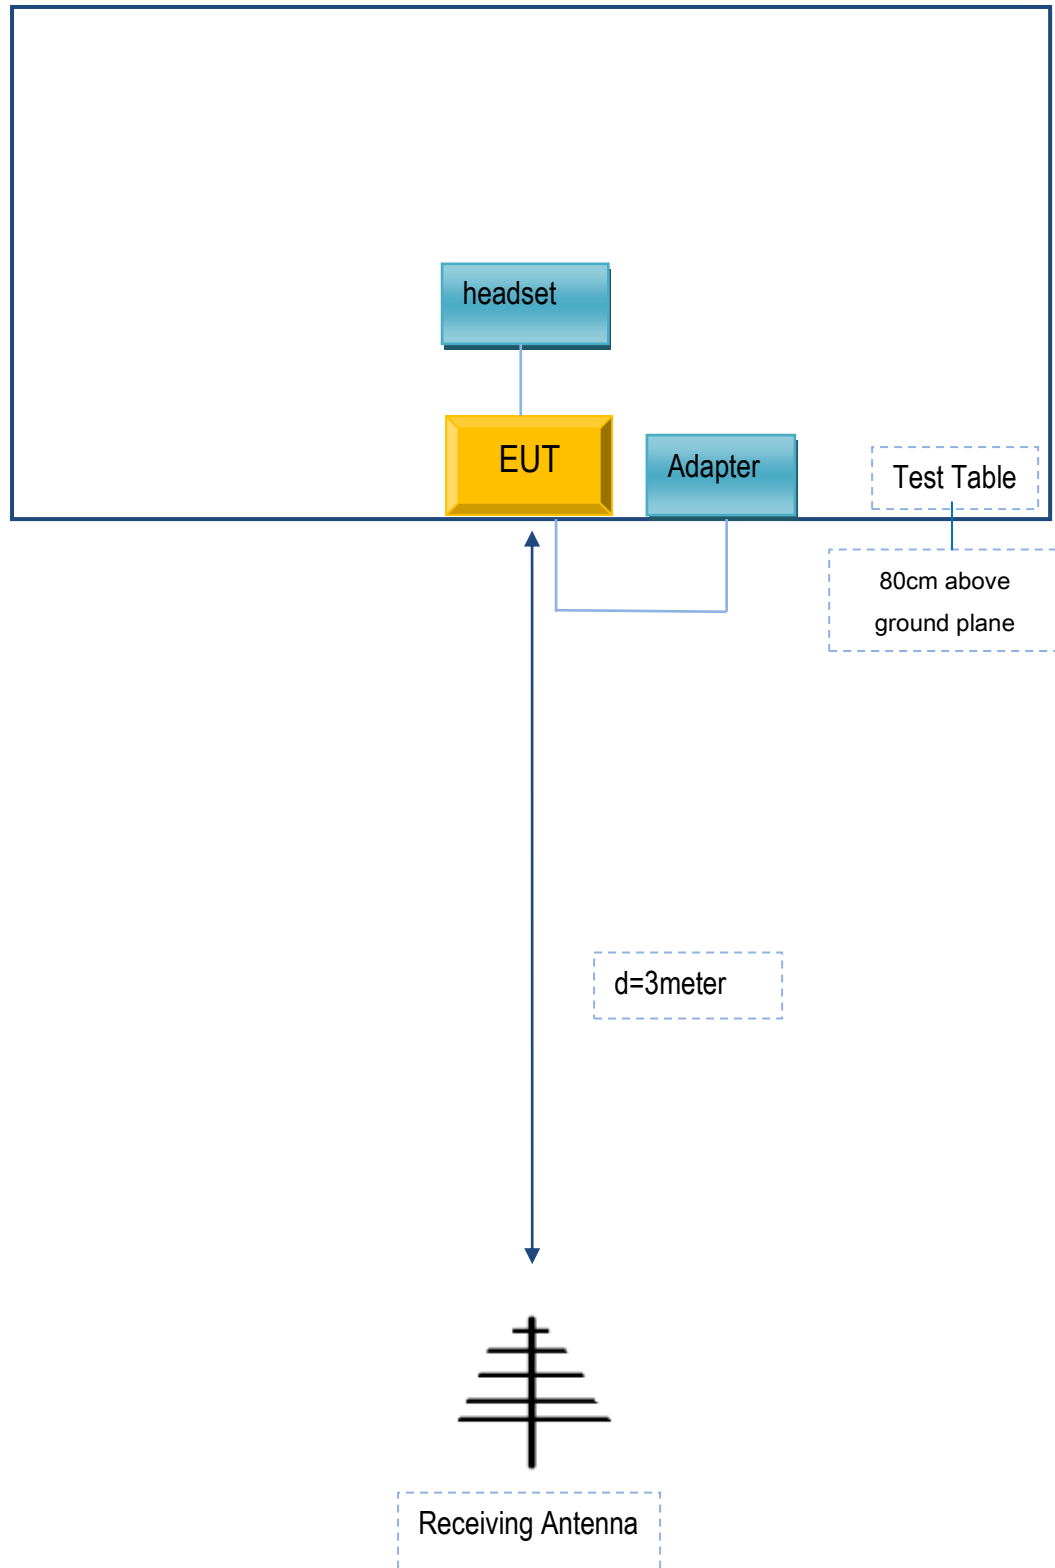 headset
EUT
Adapter
Test Table
80cm above
ground plane
d=3meter
Receiving Antenna